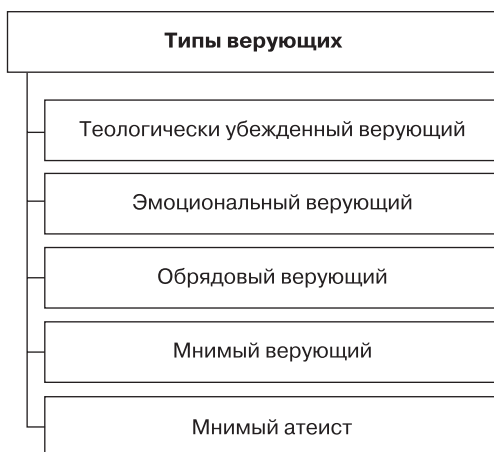 Типы верующих
Теологически убежденный верующий
Эмоциональный верующий
Обрядовый верующий
Мнимый верующий
Мнимый атеист